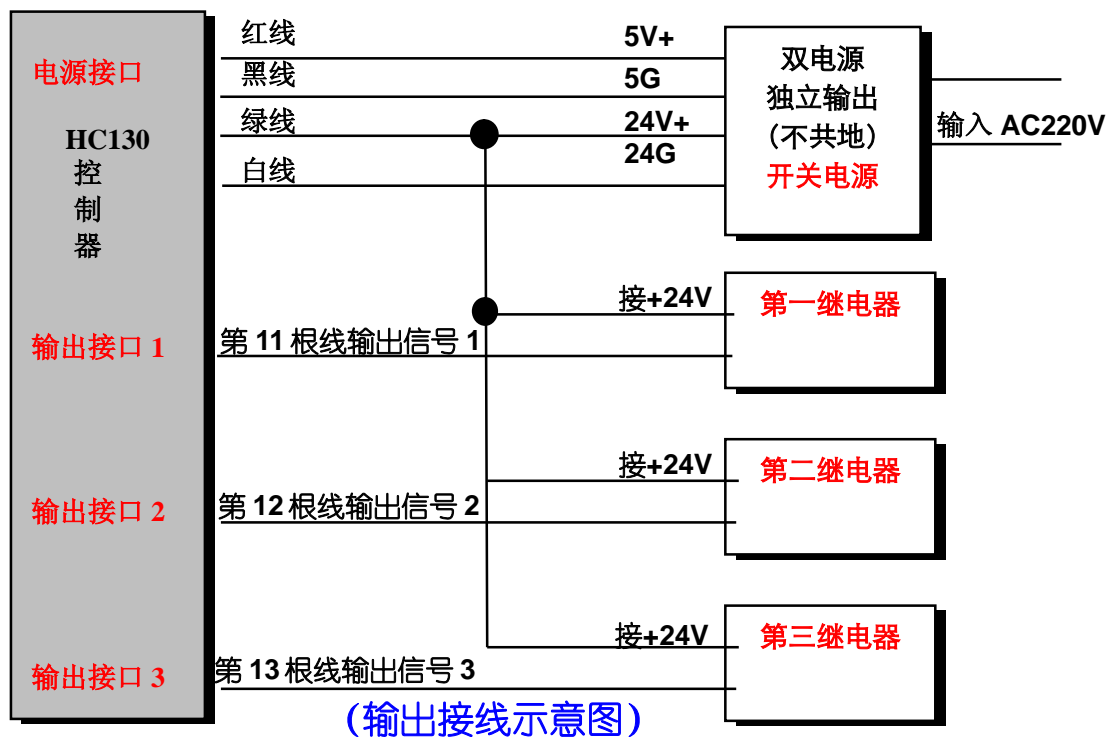 电源接口
HC130
控
制
器
输出接口 1
输出接口 2
输出接口 3
红线
黑线
绿线
白线
5V+
5G
24V+
24G
双电源
独立输出
(不共地)
开关电源
输入 AC220V
接+24V
第一继电器
第 11 根线输出信号 1
接+24V
第二继电器
第 12 根线输出信号 2
接+24V
第三继电器
第 13 根线输出信号 3
(输出接线示意图)